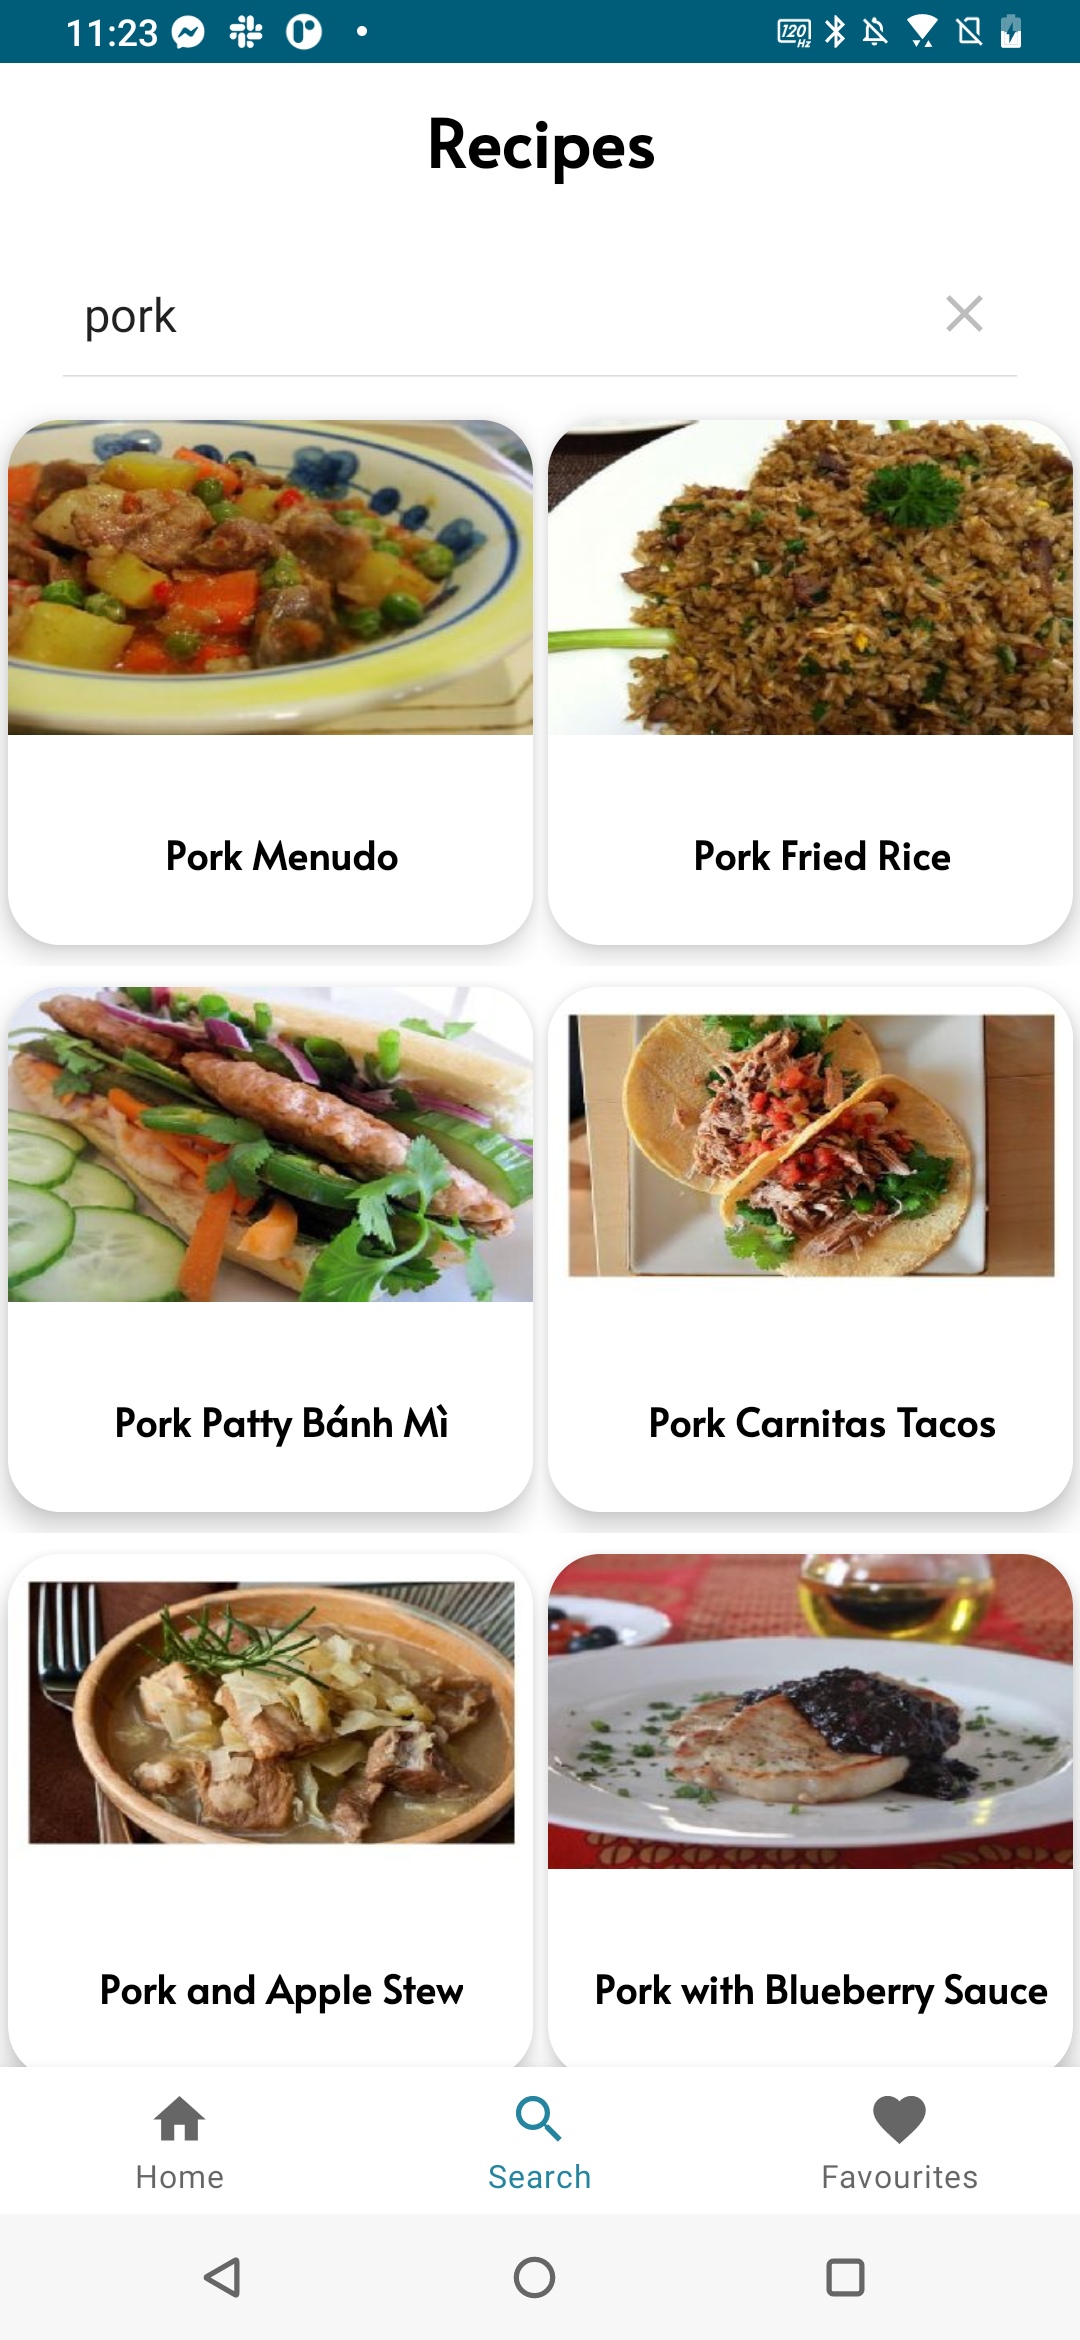 11:23
120
Hz
Recipes
pork
Pork Menudo
Pork Fried Rice
Pork Patty Bánh Mì
Pork Carnitas Tacos
Pork and Apple Stew
Pork with Blueberry Sauce
Home
Search
Favourites